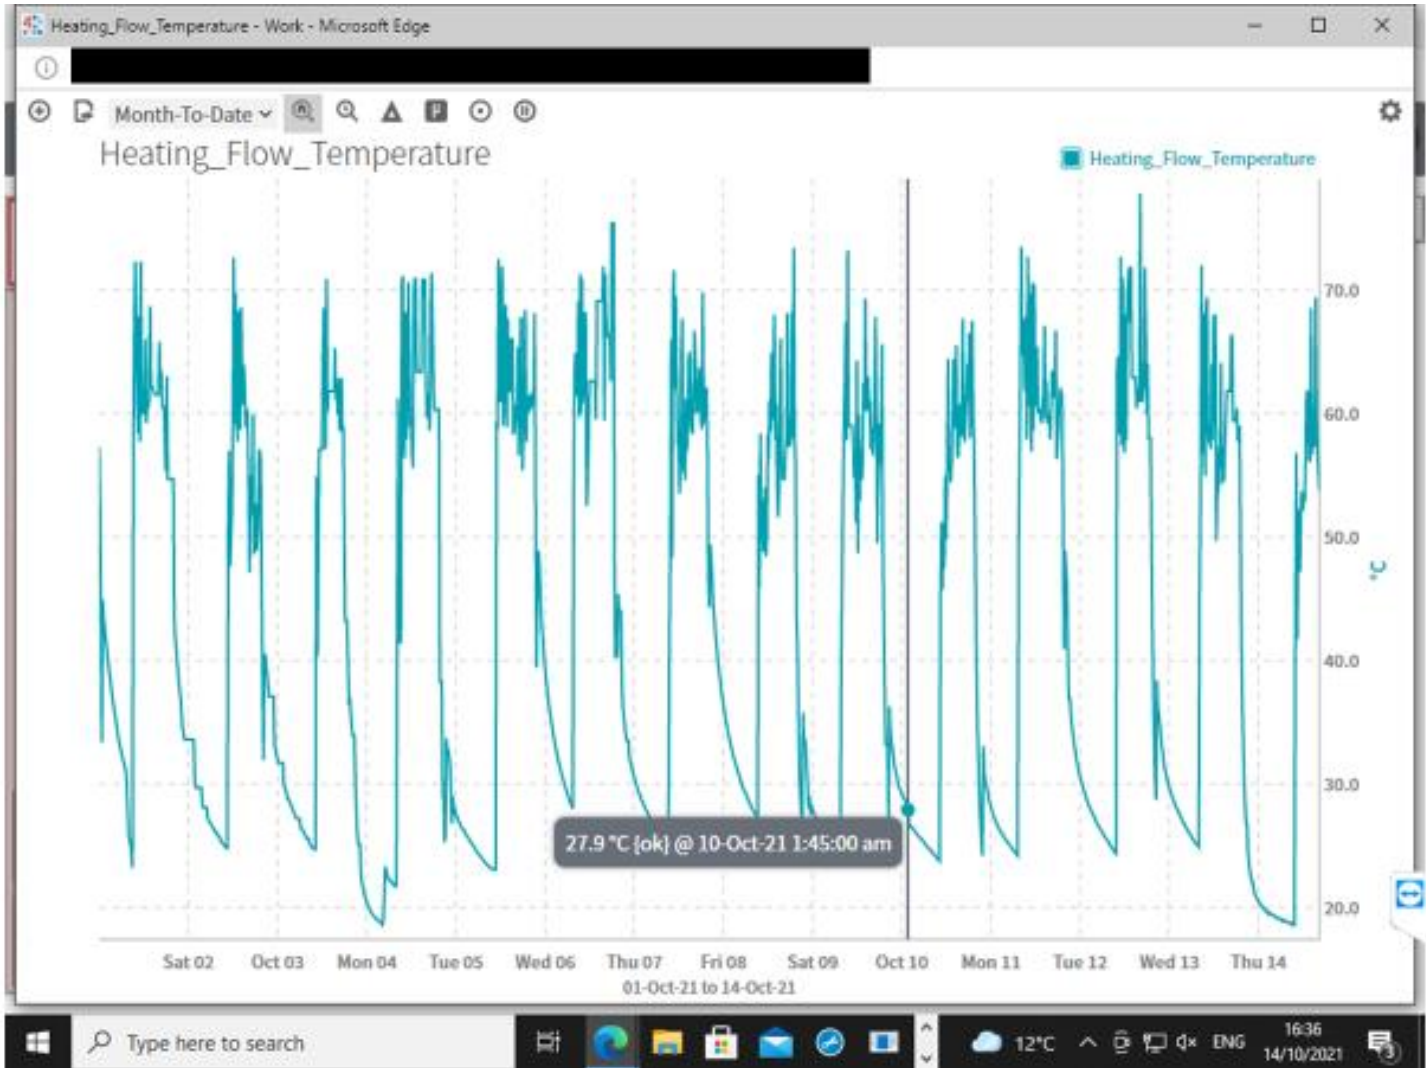 Heating_Flow_Temperature - Work - Microsoft Edge
Month-To-Date
Heating_Flow_Temperature
Heating_Flow_Temperature
70.0
60.0
50.0
°C
40.0
30.0
27.9 °C {ok} @ 10-Oct-21 1:45:00 am
20.0
Sat 02 Oct 03 Mon 04 Tue 05 Wed 06 Thu 07 Fri 08 Sat 09 Oct 10 Mon 11 Tue 12 Wed 13 Thu 14
01-Oct-21 to 14-Oct-21
Type here to search
12°C
ENG
16:36
14/10/2021
3